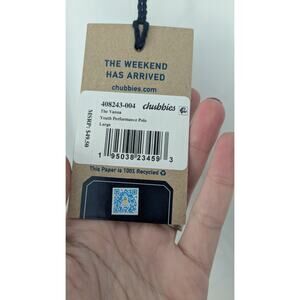 THE WEEKEND
HAS ARRIVED
chubbies.com
408243-004 chubbies
The Vanna
Youth Performance Polo
Large
MSRP: $49.50
1 95038 23459 3
This Paper is 100% Recycled